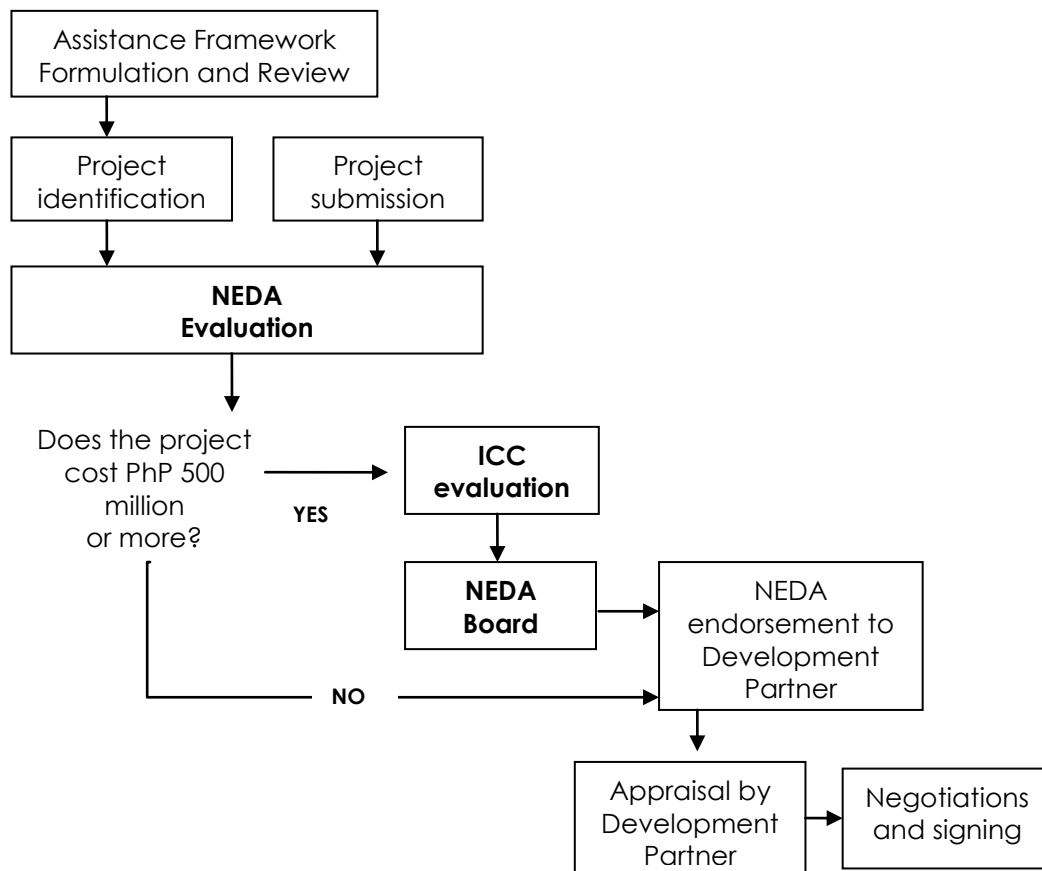 Assistance Framework
Formulation and Review
Project
identification
Project
submission
NEDA
Evaluation
Does the project
cost PhP 500
million
or more?
YES
ICC
evaluation
NEDA
Board
NEDA
endorsement to
Development
Partner
NO
Appraisal by
Development
Partner
Negotiations
and signing